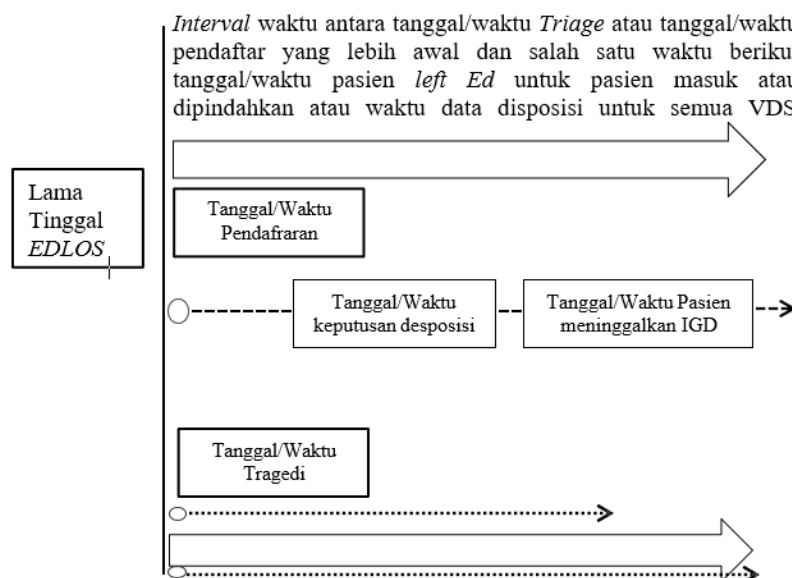 Interval waktu antara tanggal/waktu Triage atau tanggal/waktu
pendaftar yang lebih awal dan salah satu waktu beriku
tanggal/waktu pasien left Ed untuk pasien masuk atau
dipindahkan atau waktu data disposisi untuk semua VDS
Lama
Tinggal
EDLOS
Tanggal/Waktu
Pendafraran
Tanggal/Waktu
keputusan desposisi
Tanggal/Waktu Pasien
meninggalkan IGD
Tanggal/Waktu
Tragedi